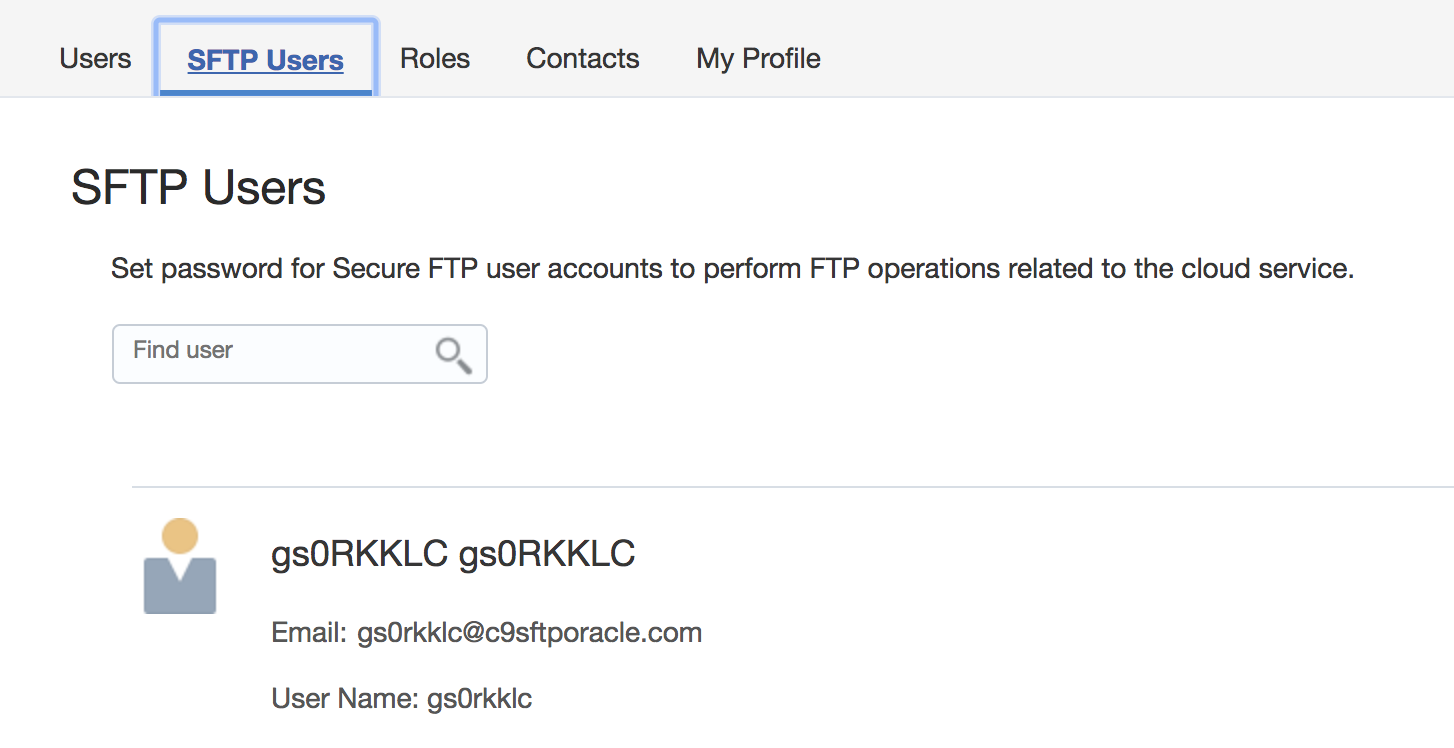 Users SFTP Users Roles Contacts My Profile
SFTP Users
Set password for Secure FTP user accounts to perform FTP operations related to the cloud service.
Find user
gs0RKKLC gs0RKKLC
Email: gs0rkklc@c9sftporacle.com
User Name: gs0rkklc